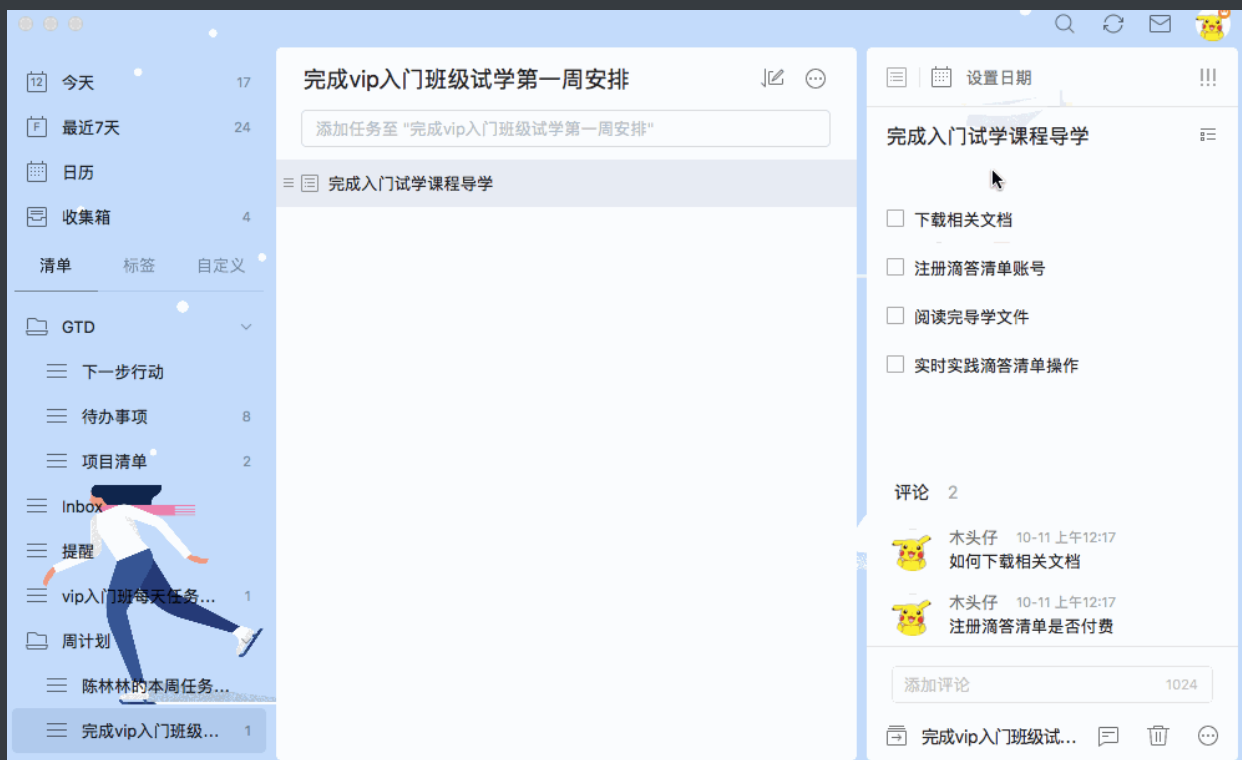 12 今天 17
F 最近7天 24
日历
收集箱 4
清单 标签 自定义
GTD
下一步行动
待办事项 8
项目清单 2
Inbox
提醒
vip入门班每天任务... 1
周计划
陈林林的本周任务...
完成vip入门班级... 1
完成vip入门班级试学第一周安排
添加任务至 "完成vip入门班级试学第一周安排"
完成入门试学课程导学
设置日期
完成入门试学课程导学
下载相关文档
注册滴答清单账号
阅读完导学文件
实时实践滴答清单操作
评论 2
木头仔 10-11 上午12:17
如何下载相关文档
木头仔 10-11 上午12:17
注册滴答清单是否付费
添加评论 1024
完成vip入门班级试...